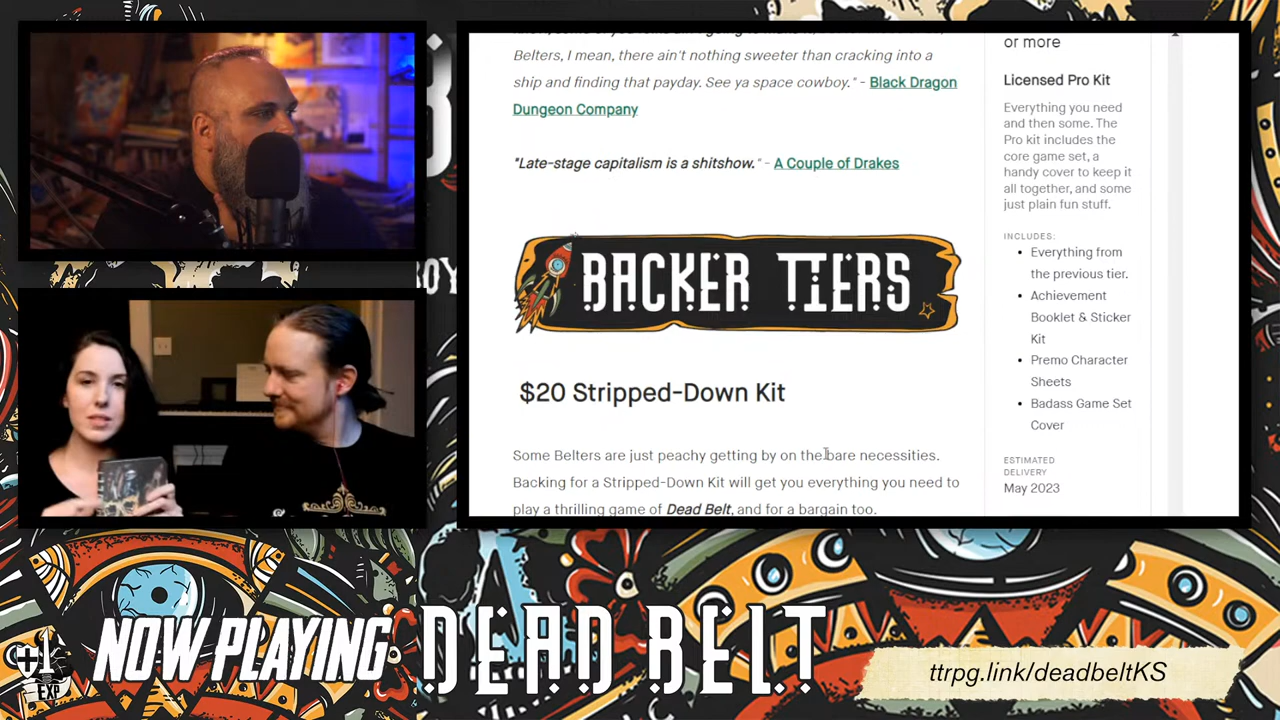 Belters, I mean, there ain't nothing sweeter than cracking into a
ship and finding that payday. See ya space cowboy." - Black Dragon
Dungeon Company
"Late-stage capitalism is a shitshow." - A Couple of Drakes
BACKER TIERS
$20 Stripped-Down Kit
Some Belters are just peachy getting by on the bare necessities.
Backing for a Stripped-Down Kit will get you everything you need to
play a thrilling game of Dead Belt, and for a bargain too.
or more
Licensed Pro Kit
Everything you need
and then some. The
Pro kit includes the
core game set, a
handy cover to keep it
all together, and some
just plain fun stuff.
INCLUDES:
Everything from
the previous tier.
Achievement
Booklet & Sticker
Kit
Premo Character
Sheets
Badass Game Set
Cover
ESTIMATED
DELIVERY
May 2023
+1
EXP
NOW PLAYING DEAD BELT
ttrpg.link/deadbeltKS